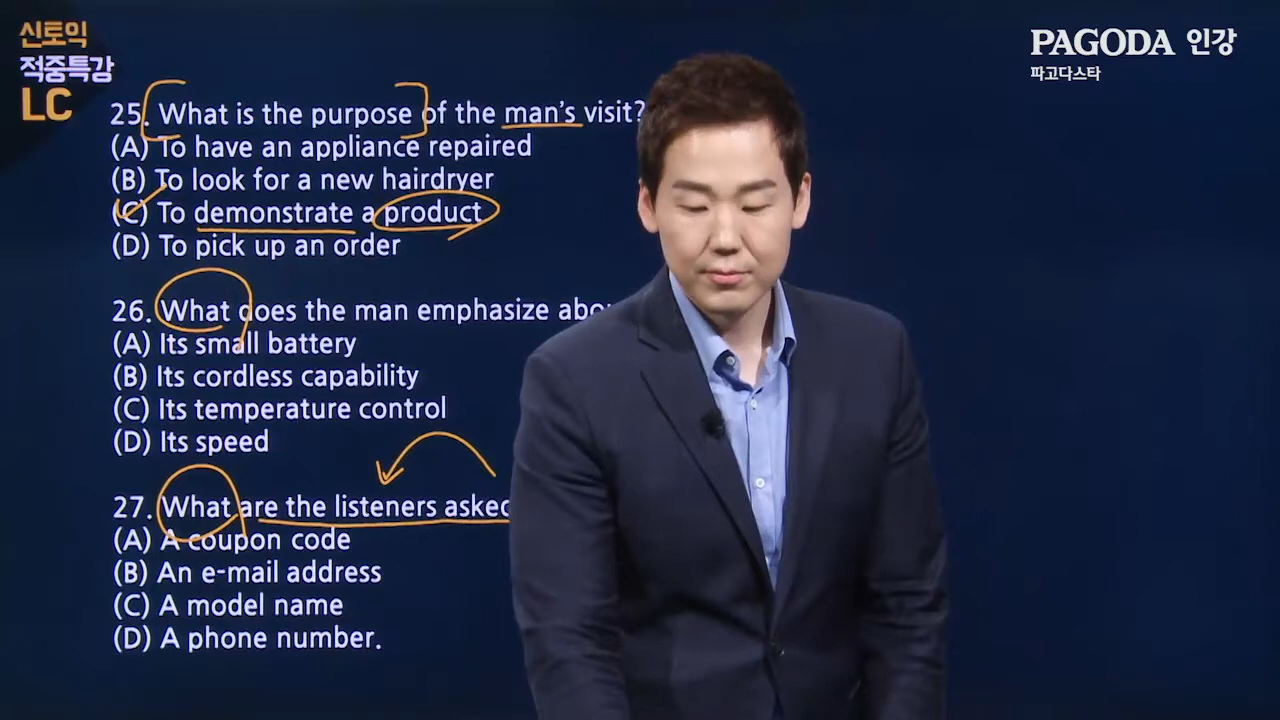 신토익
적중특강
LC
PAGODA 인강
파고다스타
25. What is the purpose of the man's visit?
(A) To have an appliance repaired
(B) To look for a new hairdryer
(C) To demonstrate a product
(D) To pick up an order
26. What does the man emphasize
(A) Its small battery
(B) Its cordless capability
(C) Its temperature control
(D) Its speed
27. What are the listeners asked
(A) A coupon code
(B) An e-mail address
(C) A model name
(D) A phone number.